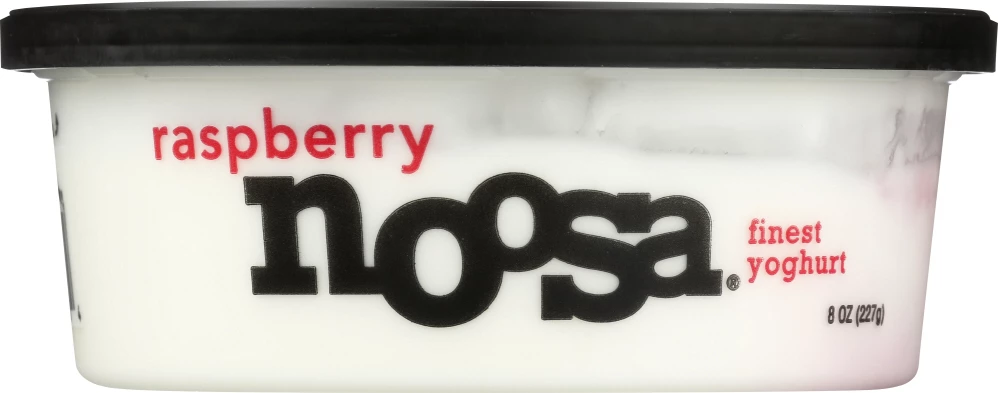 raspberry
noosa®
finest
yoghurt
8 OZ (227g)